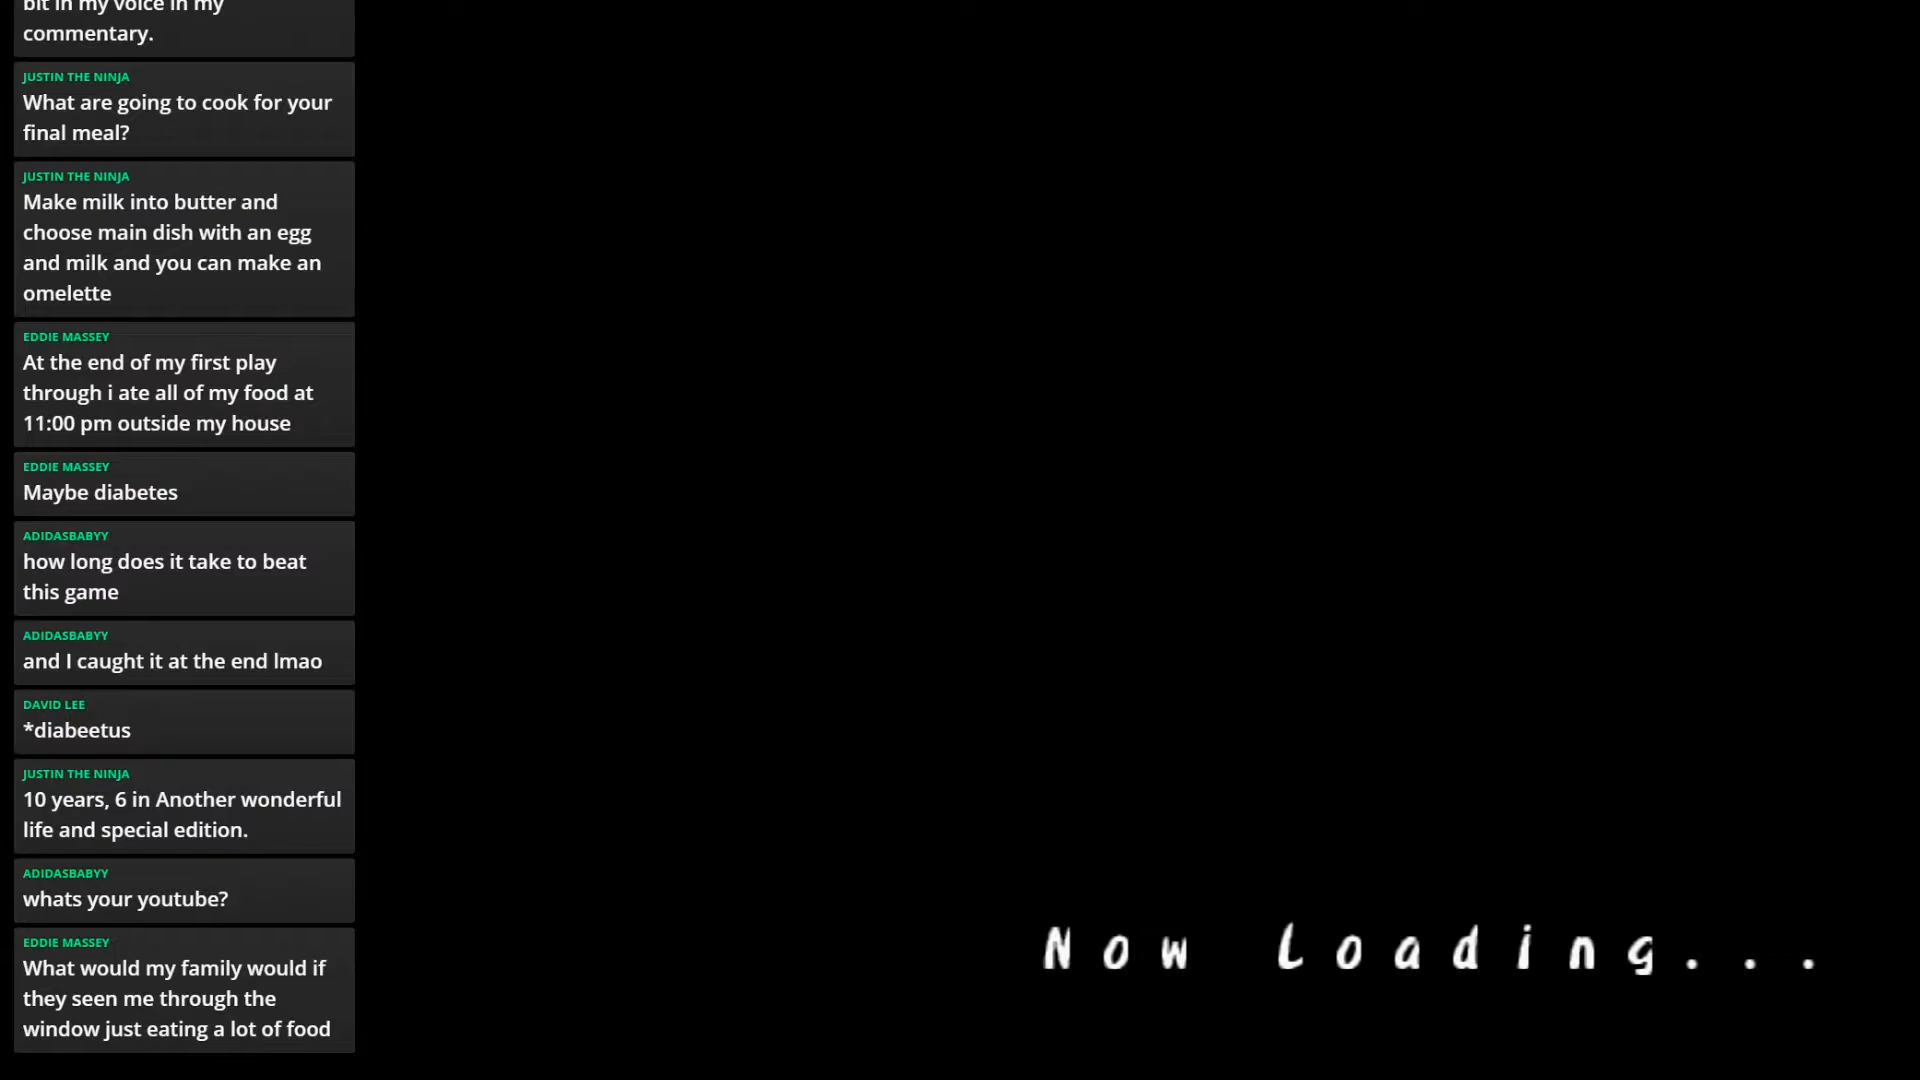 bit in my voice in my
commentary.
JUSTIN THE NINJA
What are going to cook for your
final meal?
JUSTIN THE NINJA
Make milk into butter and
choose main dish with an egg
and milk and you can make an
omelette
EDDIE MASSEY
At the end of my first play
through i ate all of my food at
11:00 pm outside my house
EDDIE MASSEY
Maybe diabetes
ADIDASBABYY
how long does it take to beat
this game
ADIDASBABYY
and I caught it at the end lmao
DAVID LEE
*diabeetus
JUSTIN THE NINJA
10 years, 6 in Another wonderful
life and special edition.
ADIDASBABYY
whats your youtube?
EDDIE MASSEY
What would my family would if
they seen me through the
window just eating a lot of food
Now Loading...